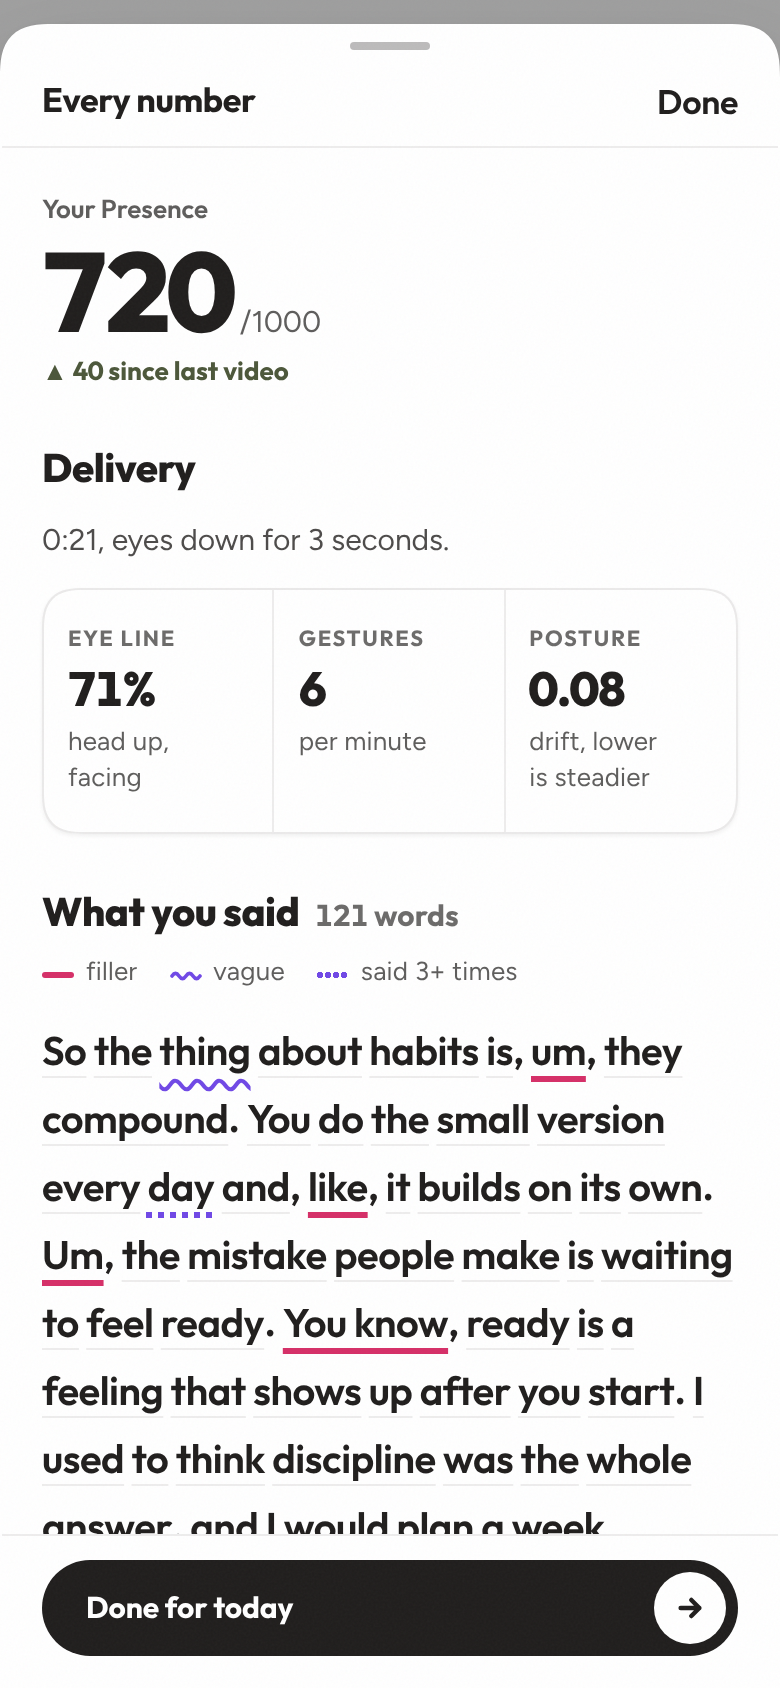 Every number
Done
Your Presence
720 /1000
▲ 40 since last video
Delivery
0:21, eyes down for 3 seconds.
EYE LINE
71%
head up,
facing
GESTURES
6
per minute
POSTURE
0.08
drift, lower
is steadier
What you said 121 words
filler vague said 3+ times
So the thing about habits is, um, they
compound. You do the small version
every day and, like, it builds on its own.
Um, the mistake people make is waiting
to feel ready. You know, ready is a
feeling that shows up after you start. I
used to think discipline was the whole
answer, and I would plan a week
Done for today